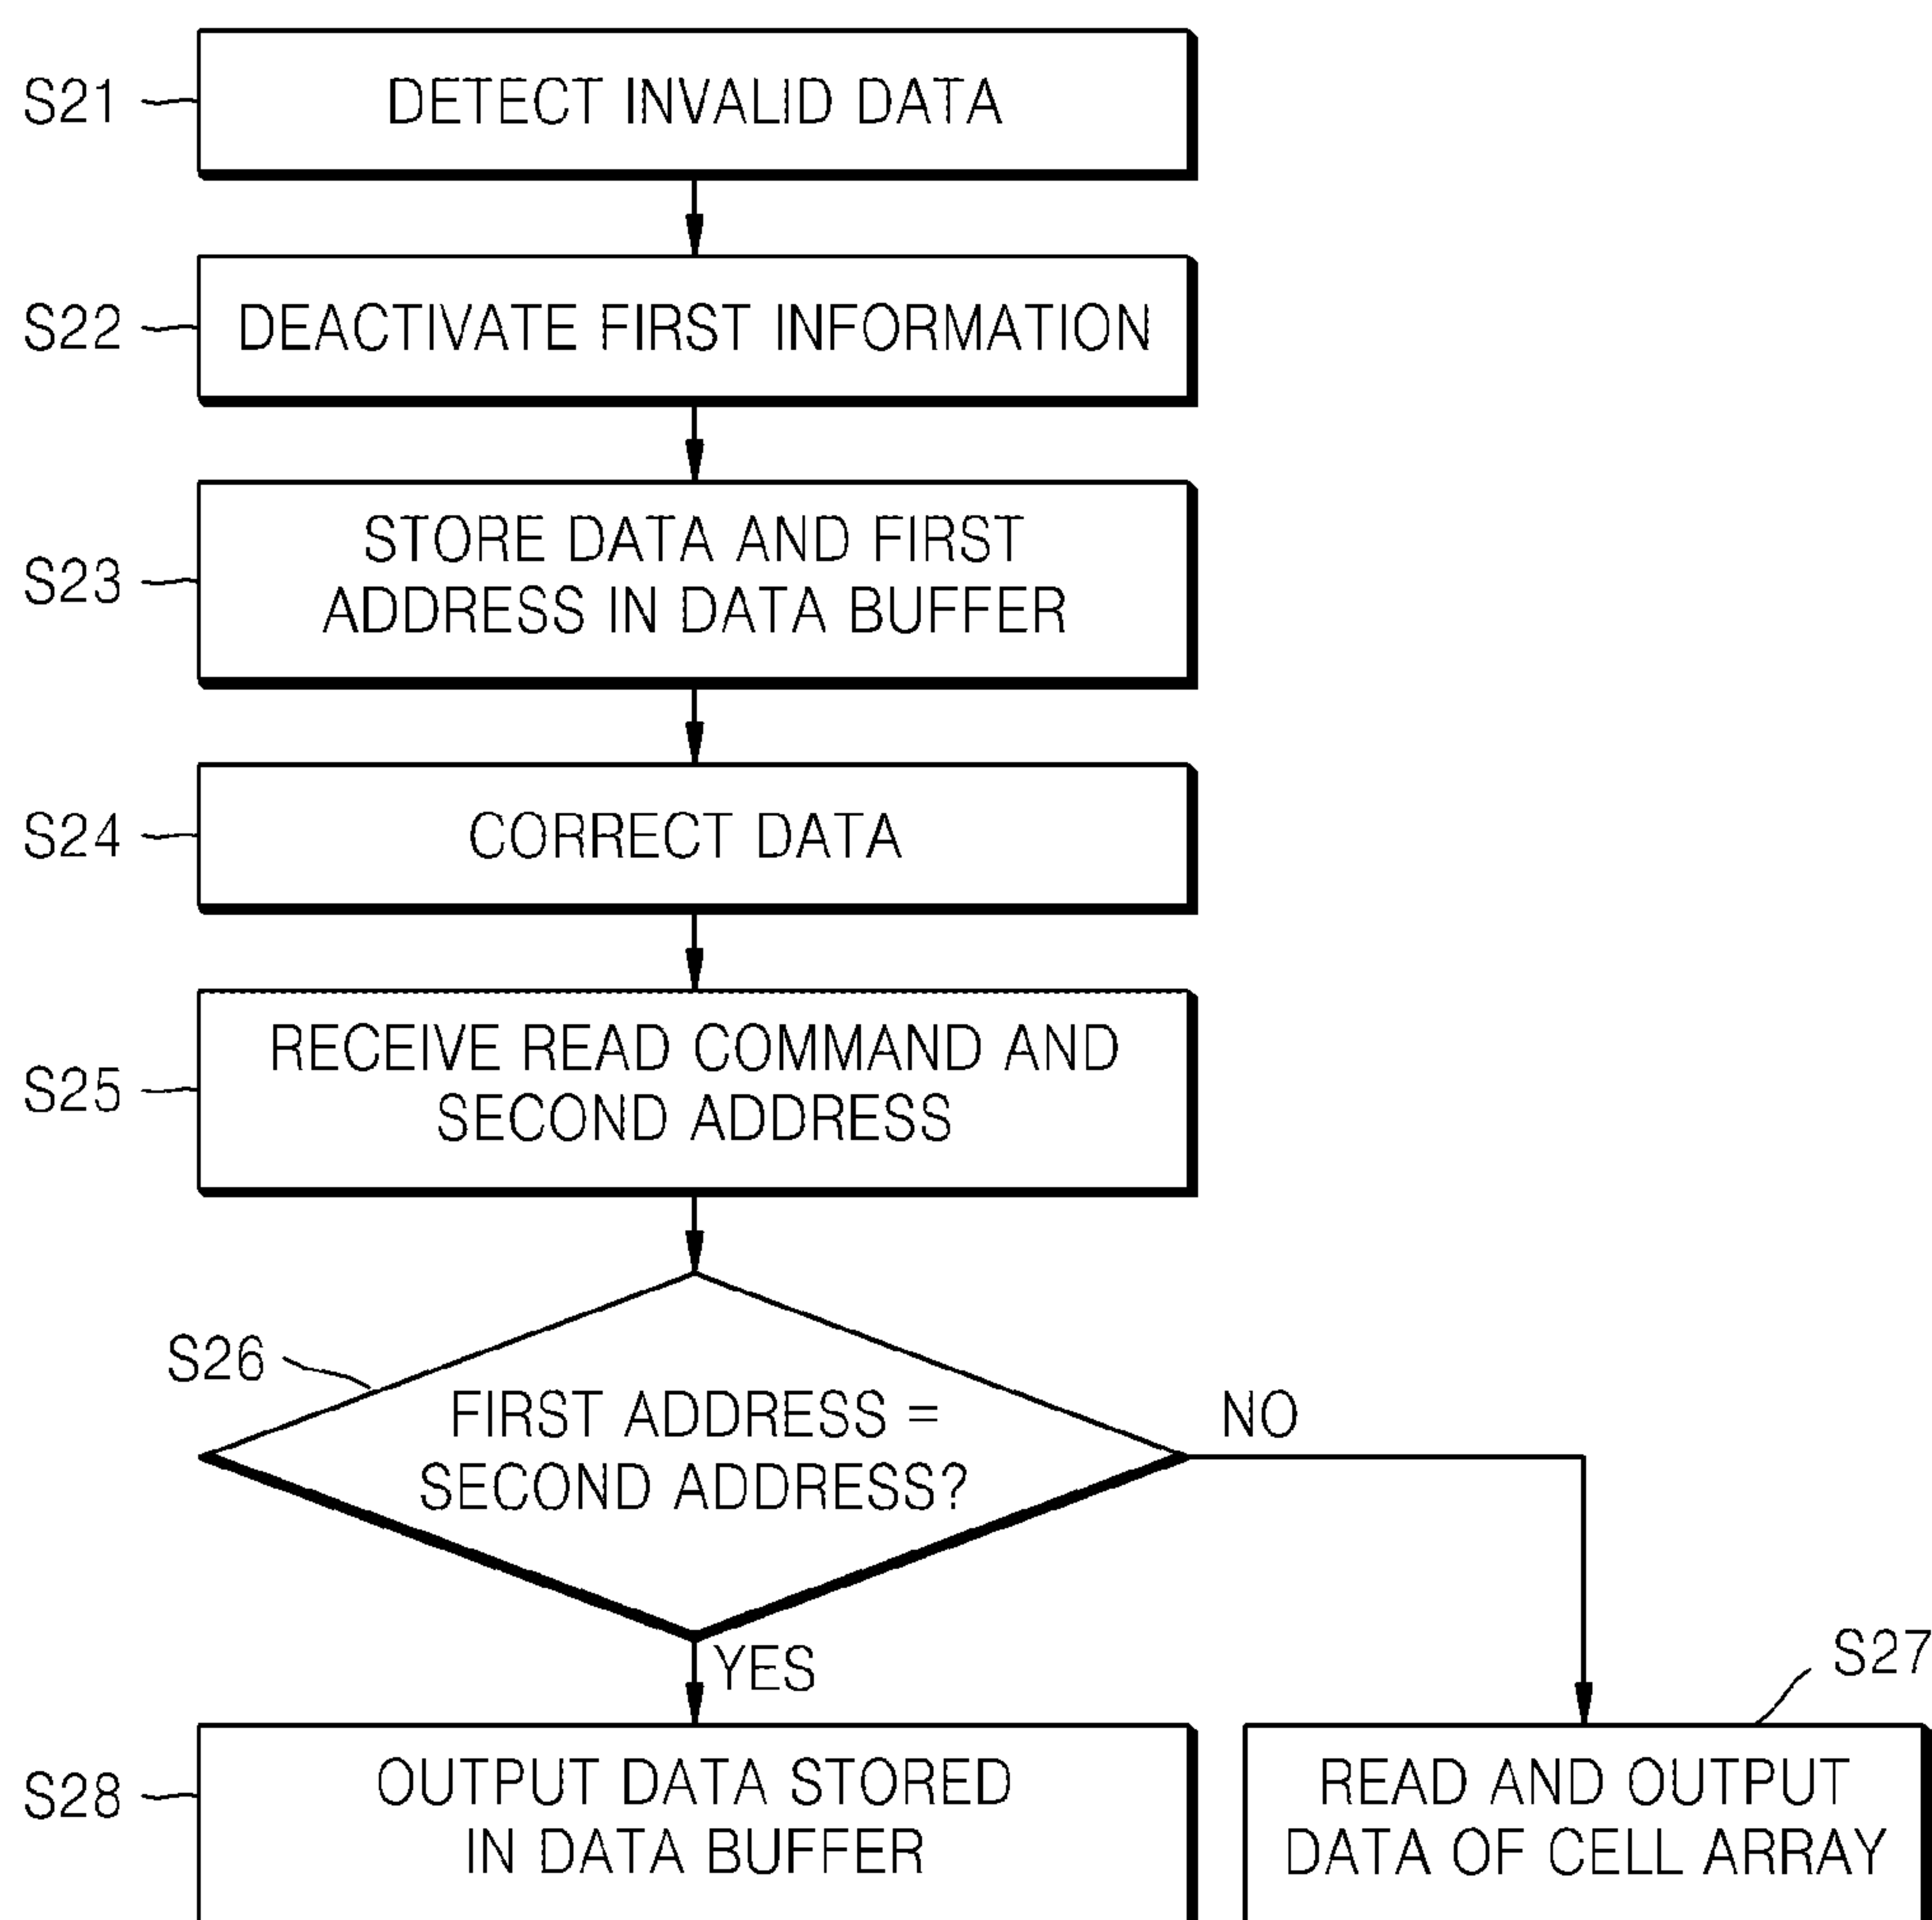 S21
DETECT INVALID DATA
S22
DEACTIVATE FIRST INFORMATION
S23
STORE DATA AND FIRST
ADDRESS IN DATA BUFFER
S24
CORRECT DATA
S25
RECEIVE READ COMMAND AND
SECOND ADDRESS
S26
FIRST ADDRESS =
SECOND ADDRESS?
NO
YES
S27
S28
OUTPUT DATA STORED
IN DATA BUFFER
READ AND OUTPUT
DATA OF CELL ARRAY